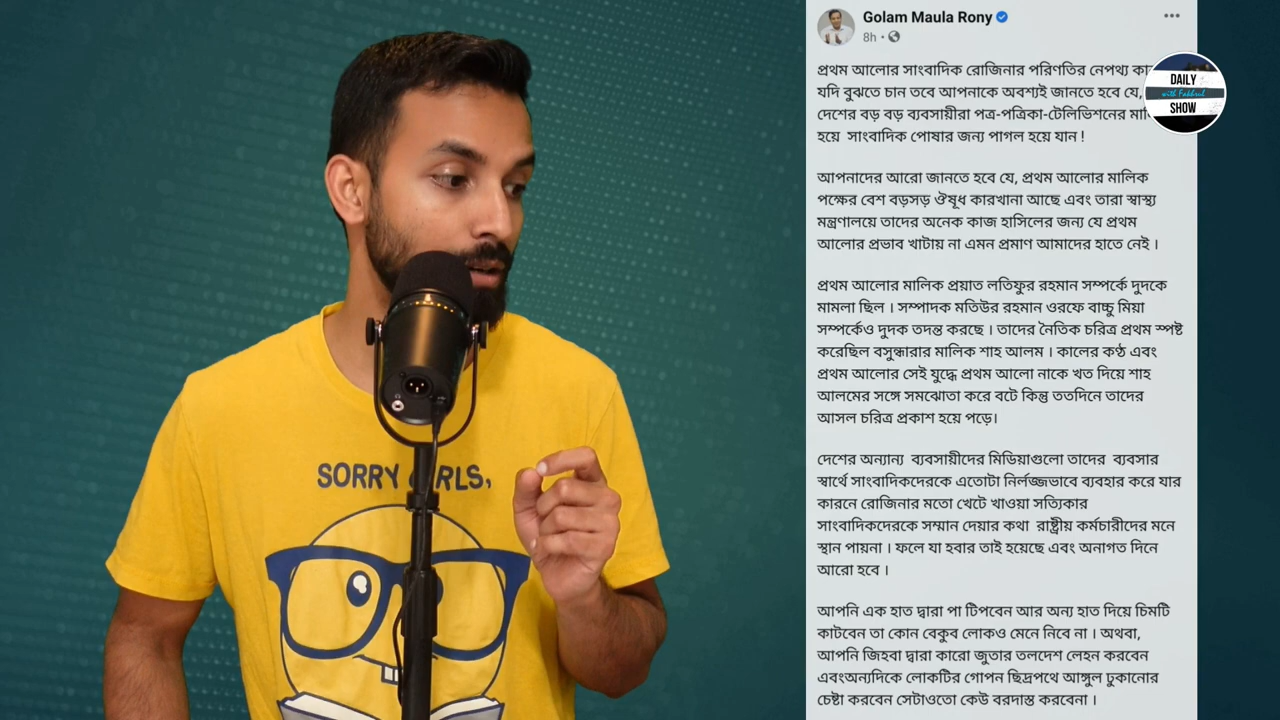 Golam Maula Rony
8h
প্রথম আলোর সাংবাদিক রোজিনার পরিণতির নেপথ্য
যদি বুঝতে চান তবে আপনাকে অবশ্যই জানতে হবে যে,
দেশের বড় বড় ব্যবসায়ীরা পত্র-পত্রিকা-টেলিভিশনের
হয়ে সাংবাদিক পোষার জন্য পাগল হয়ে যান !
আপনাদের আরো জানতে হবে যে, প্রথম আলোর মালিক
পক্ষের বেশ বড়সড় ঔষূধ কারখানা আছে এবং তারা স্বাস্থ্য
মন্ত্রণালয়ে তাদের অনেক কাজ হাসিলের জন্য যে প্রথম
আলোর প্রভাব খাটায় না এমন প্রমাণ আমাদের হাতে নেই ।
প্রথম আলোর মালিক প্রয়াত লতিফুর রহমান সম্পর্কে দুদকে
মামলা ছিল । সম্পাদক মতিউর রহমান ওরফে বাচ্চু মিয়া
সম্পর্কেও দুদক তদন্ত করছে । তাদের নৈতিক চরিত্র প্রথম স্পষ্ট
করেছিল বসুন্ধারার মালিক শাহ আলম । কালের কণ্ঠ এবং
প্রথম আলোর সেই যুদ্ধে প্রথম আলো নাকে খত দিয়ে শাহ
আলমের সঙ্গে সমঝোতা করে বটে কিন্তু ততদিনে তাদের
আসল চরিত্র প্রকাশ হয়ে পড়ে।
দেশের অন্যান্য ব্যবসায়ীদের মিডিয়াগুলো তাদের ব্যবসার
স্বার্থে সাংবাদিকদেরকে এতোটা নির্লজ্জভাবে ব্যবহার করে যার
কারনে রোজিনার মতো খেটে খাওয়া সত্যিকার
সাংবাদিকদেরকে সম্মান দেয়ার কথা রাষ্ট্রীয় কর্মচারীদের মনে
স্থান পায়না । ফলে যা হবার তাই হয়েছে এবং অনাগত দিনে
আরো হবে ।
আপনি এক হাত দ্বারা পা টিপবেন আর অন্য হাত দিয়ে চিমটি
কাটবেন তা কোন বেকুব লোকও মেনে নিবে না । অথবা,
আপনি জিহবা দ্বারা কারো জুতার তলদেশ লেহন করবেন
এবংঅন্যদিকে লোকটির গোপন ছিদ্রপথে আঙ্গুল ঢুকানোর
চেষ্টা করবেন সেটাওতো কেউ বরদাস্ত করবেনা ।
DAILY
with Fakhrul
SHOW
SORRY GIRLS,